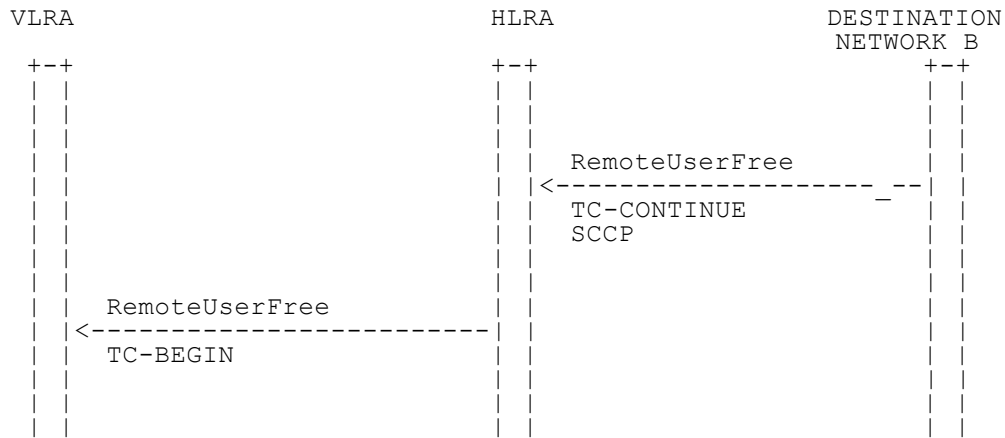 VLRA HLRA DESTINATION
NETWORK B
RemoteUserFree
TC-CONTINUE
SCCP
RemoteUserFree
TC-BEGIN